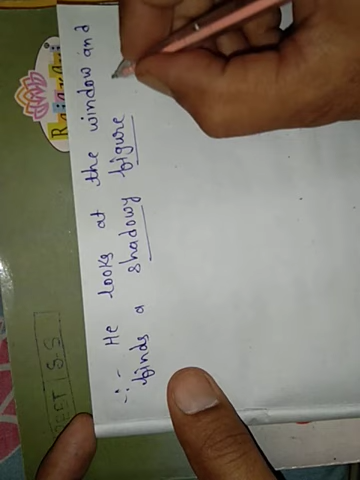 -:- He looks at the window and
finds a shadowy figure